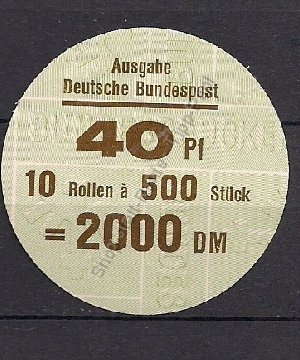 Ausgabe
Deutsche Bundespost
40 Pf
10 Rollen à 500 Stück
= 2000 DM